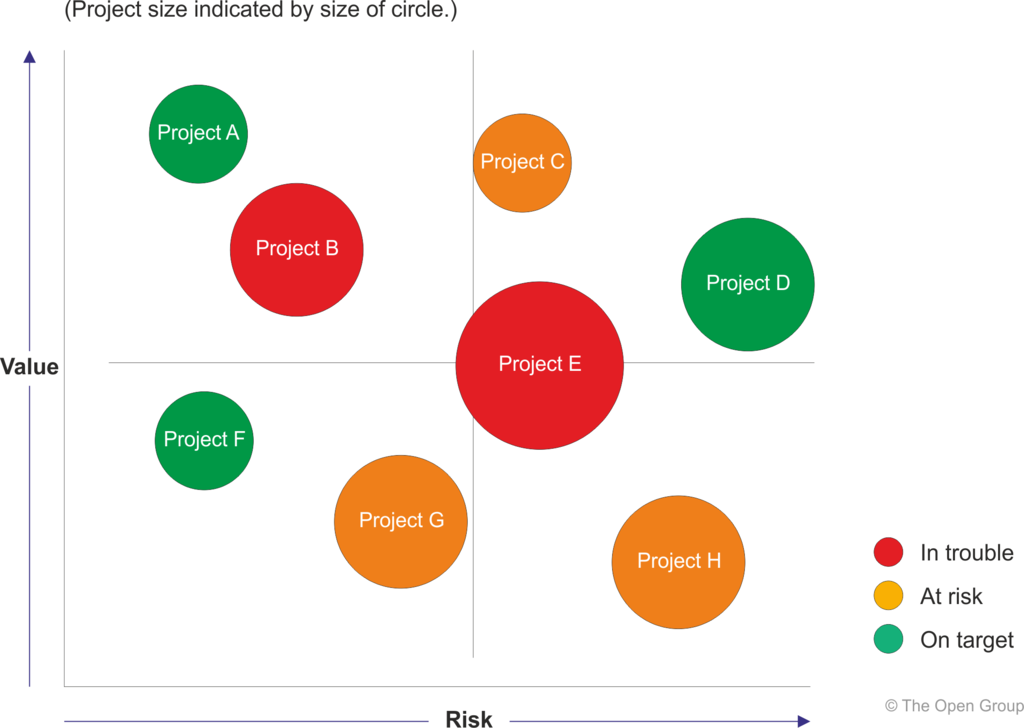 (Project size indicated by size of circle.)
Project A
Project C
Project B
Project D
Value
Project E
Project F
Project G
Project H
In trouble
At risk
On target
© The Open Group
Risk